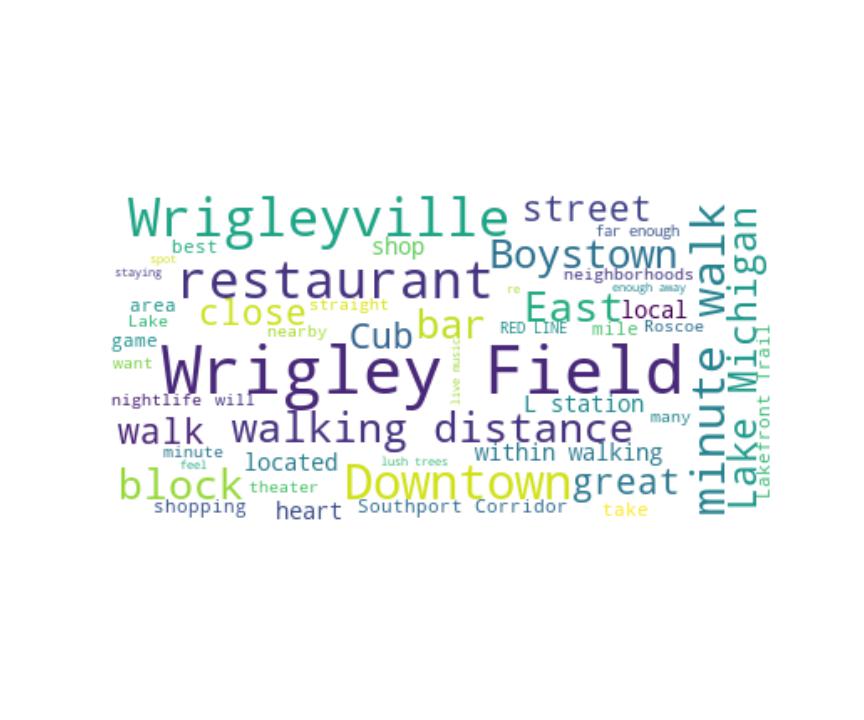 Wrigleyville
street
far enough
best
shop
Boystown
spot
staying
restaurant
neighborhoods
enough away
re
area
close
straight
East
local
Lake
nearby
Cub
bar
RED LINE
mile
Roscoe
game
want
Wrigley Field
live music
nightlife
will
L station
many
walk
walking distance
minute
feel
located
lush trees
within walking
block
theater
Downtown
great
shopping
heart
Southport Corridor
take
minute walk
Lake Michigan
Lakefront Trail